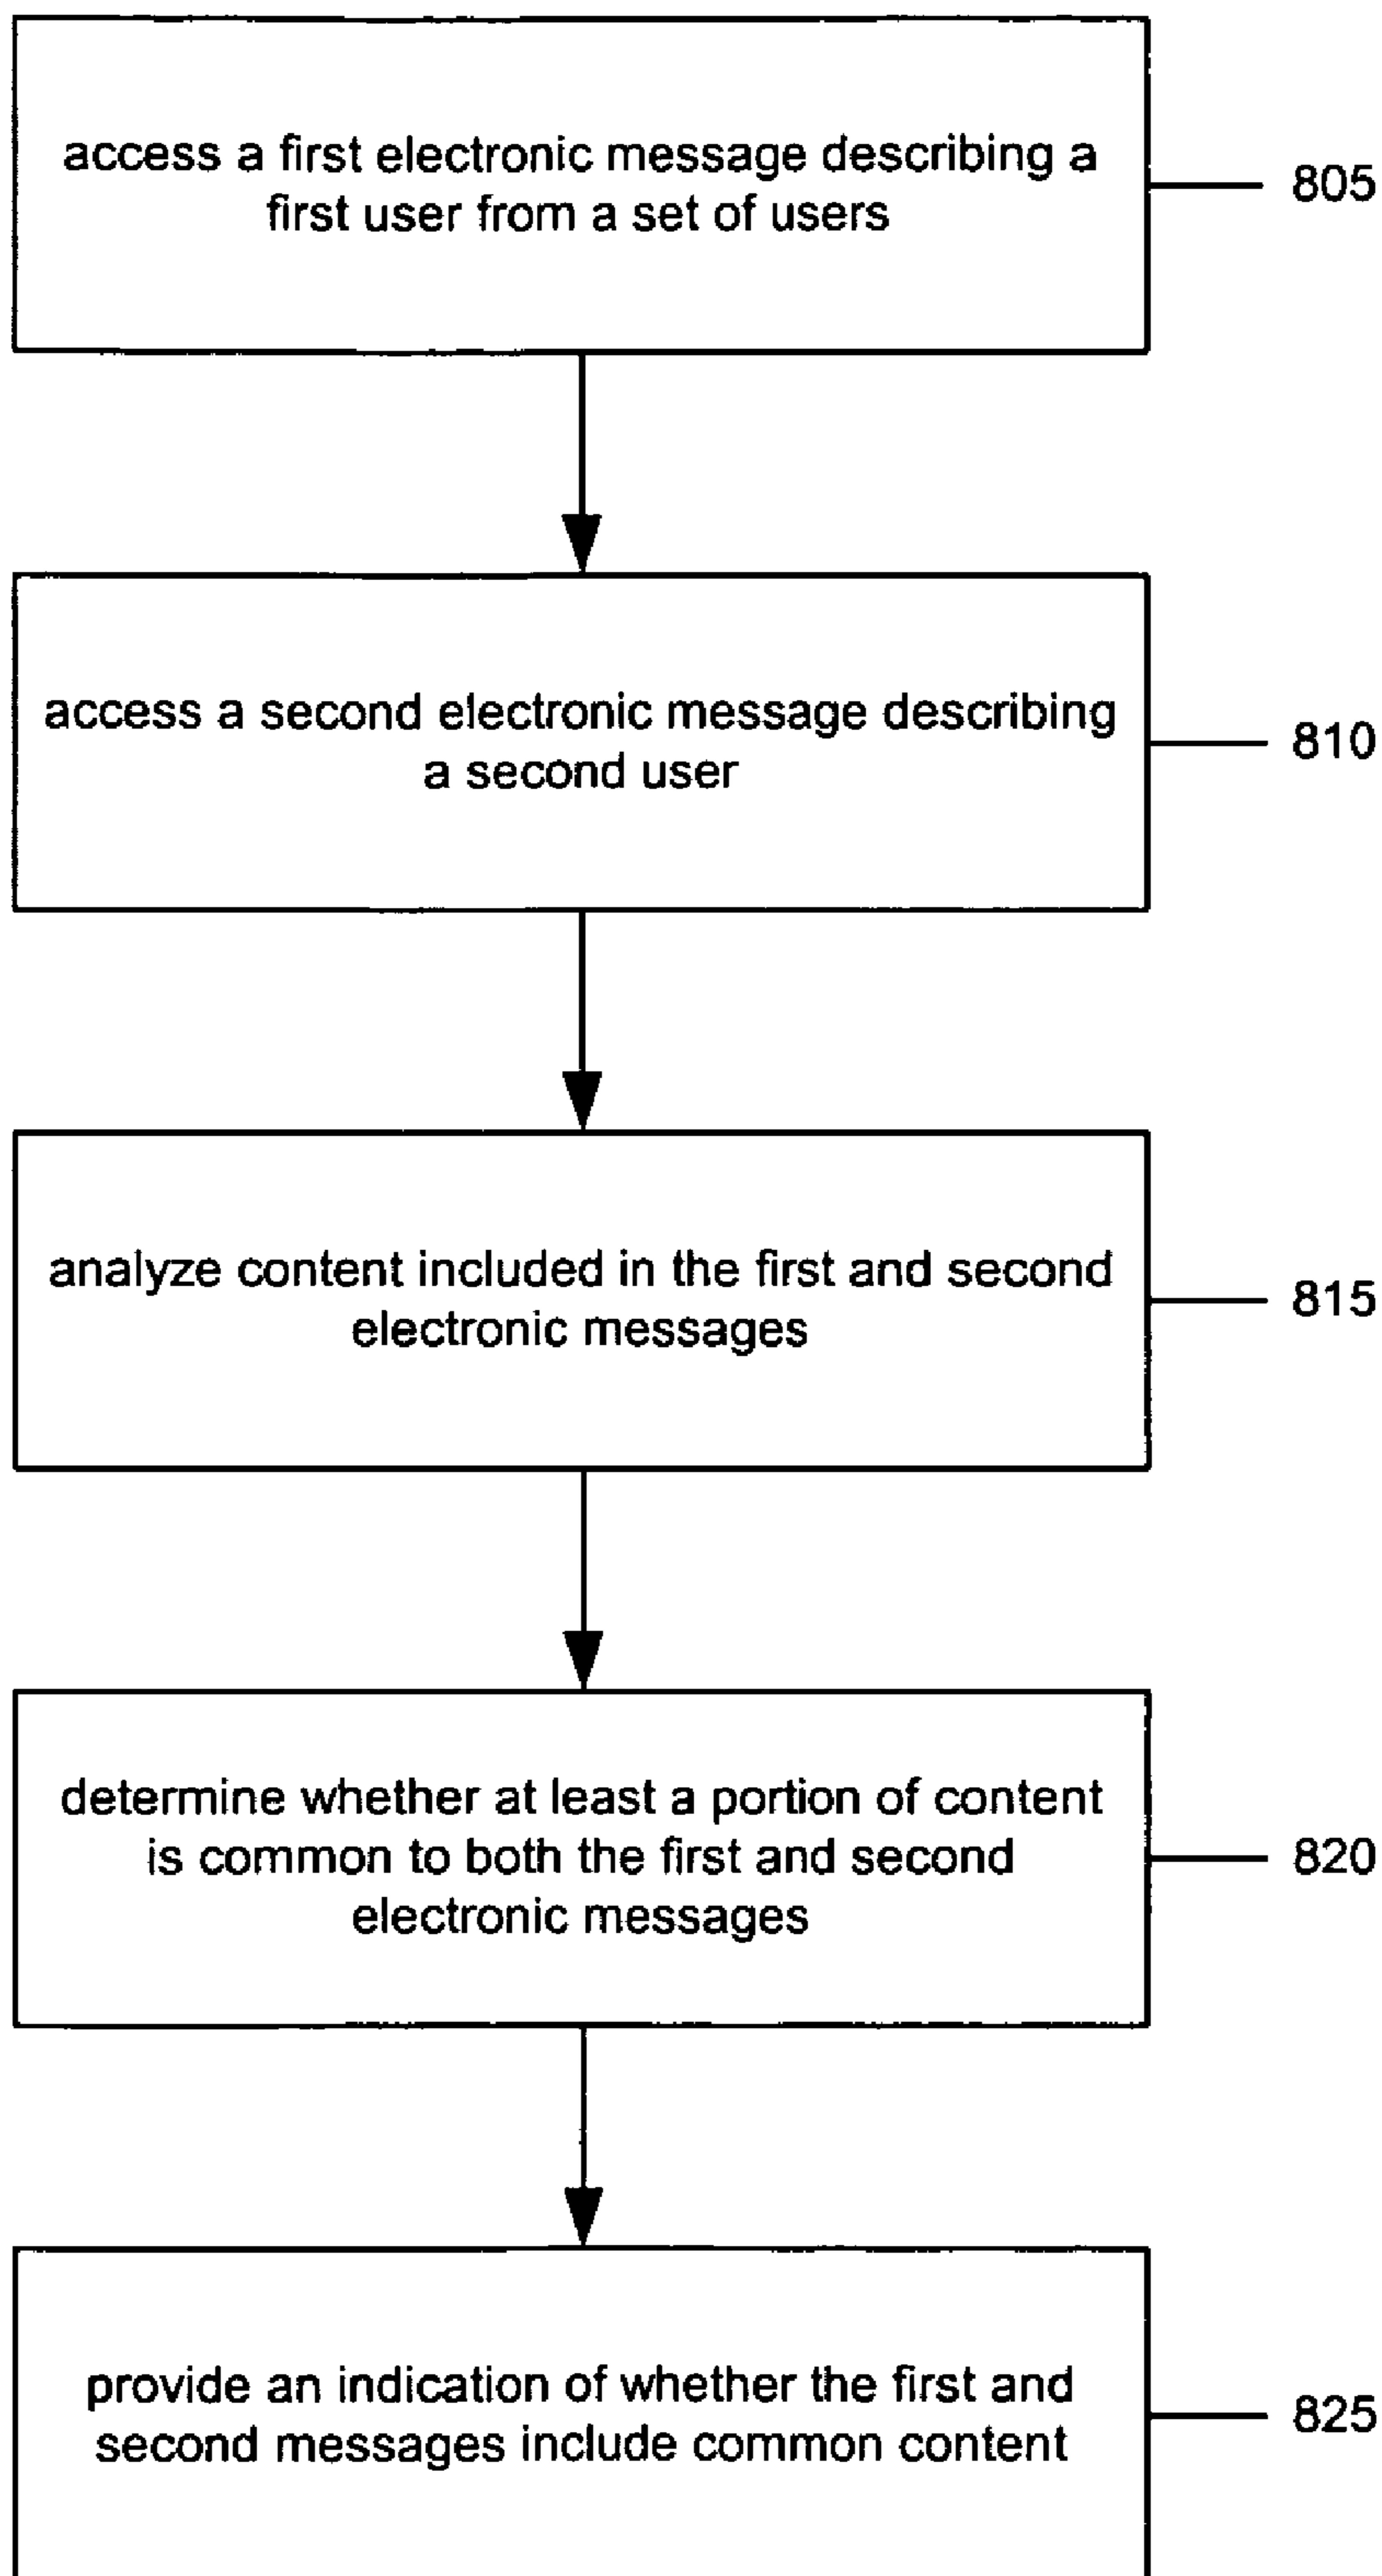 access a first electronic message describing a
first user from a set of users
805
access a second electronic message describing
a second user
810
analyze content included in the first and second
electronic messages
815
determine whether at least a portion of content
is common to both the first and second
electronic messages
820
provide an indication of whether the first and
second messages include common content
825